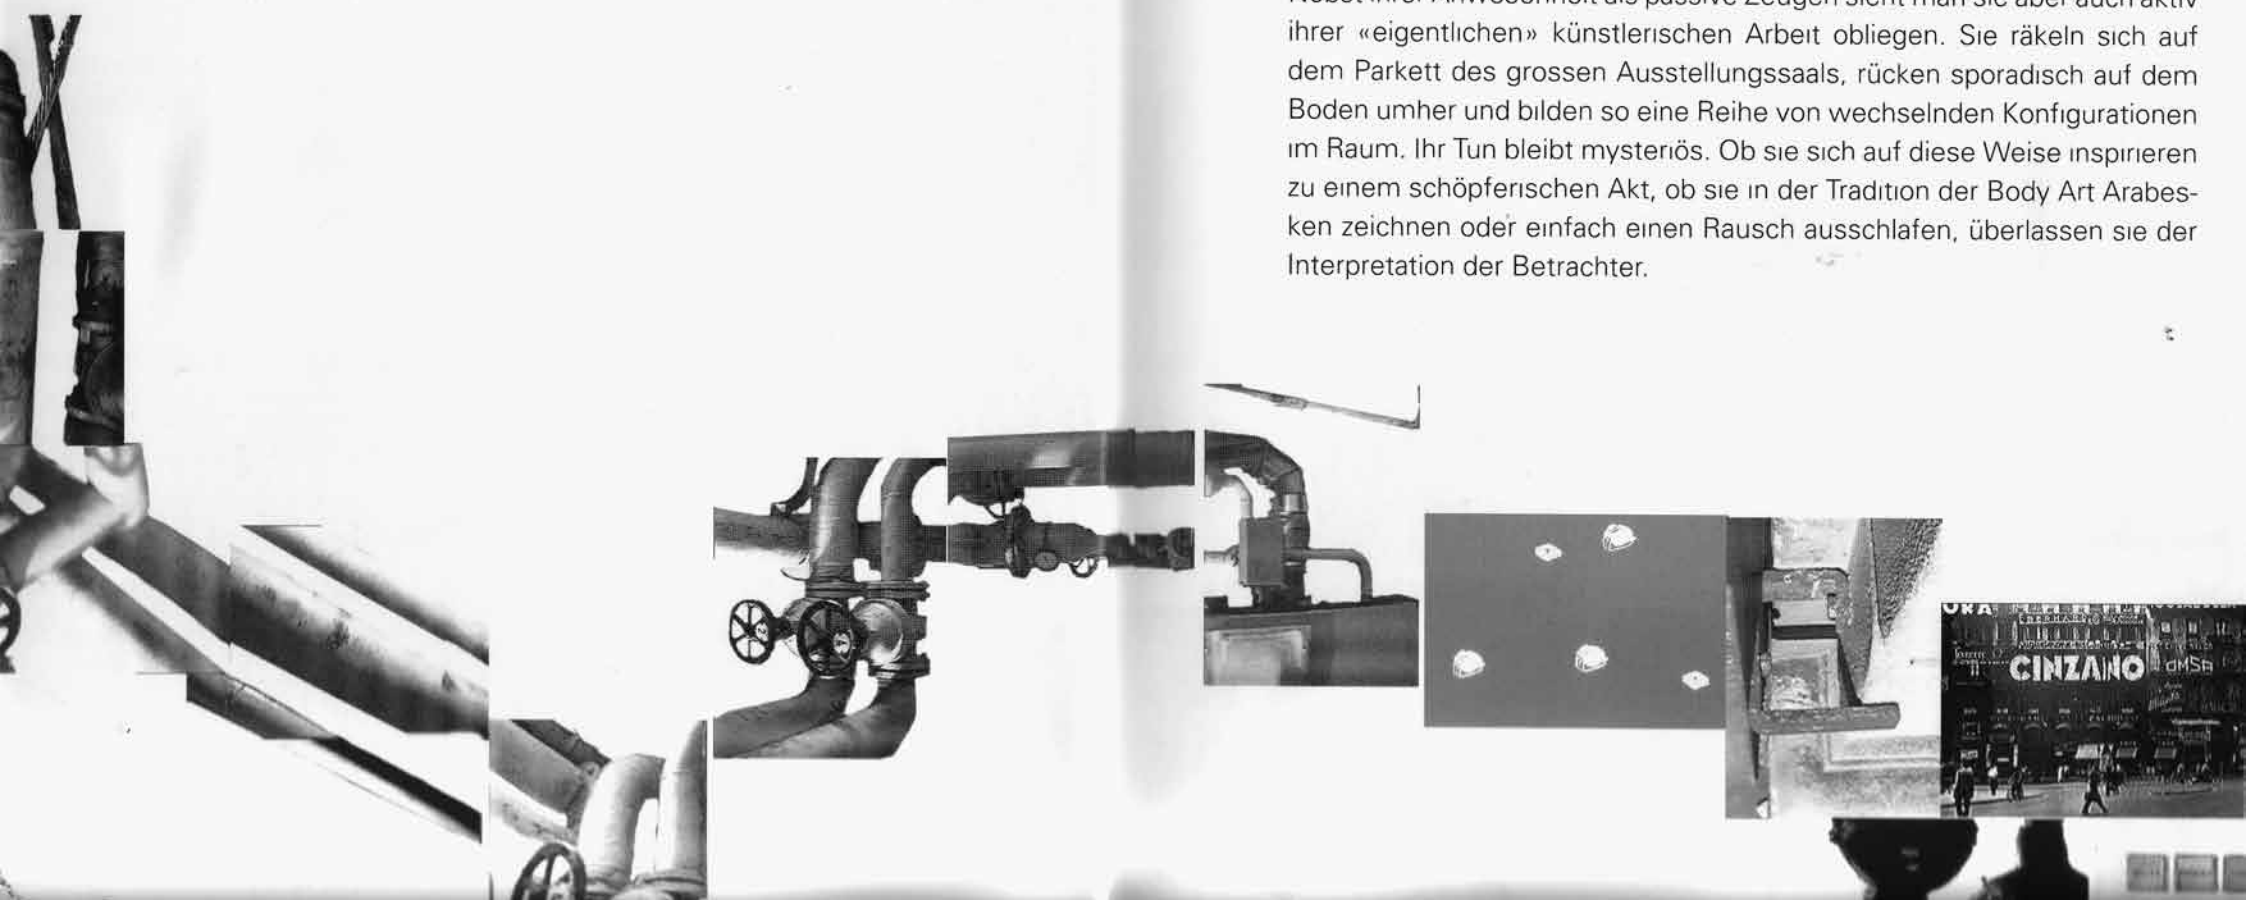 ihrer «eigentlichen» künstlerischen Arbeit obliegen. Sie räkeln sich auf
dem Parkett des grossen Ausstellungssaals, rücken sporadisch auf dem
Boden umher und bilden so eine Reihe von wechselnden Konfigurationen
im Raum. Ihr Tun bleibt mysteriös. Ob sie sich auf diese Weise inspirieren
zu einem schöpferischen Akt, ob sie in der Tradition der Body Art Arabes-
ken zeichnen oder einfach einen Rausch ausschlafen, überlassen sie der
Interpretation der Betrachter.
CINZANO